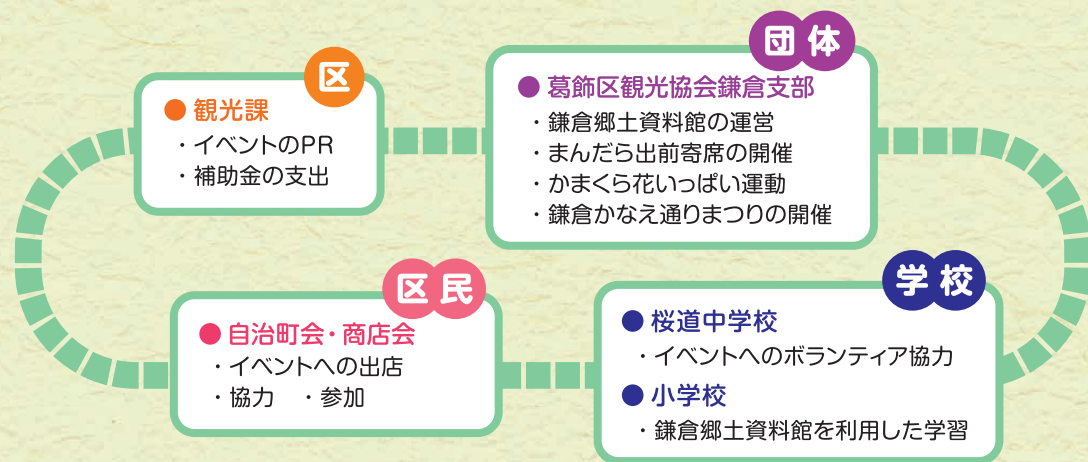 区
● 観光課
・イベントのPR
・補助金の支出
団体
● 葛飾区観光協会鎌倉支部
・鎌倉郷土資料館の運営
・まんだら出前寄席の開催
・かまくら花いっぱい運動
・鎌倉かなえ通りまつりの開催
区民
● 自治町会・商店会
・イベントへの出店
・協力　・参加
学校
● 桜道中学校
・イベントへのボランティア協力
● 小学校
・鎌倉郷土資料館を利用した学習